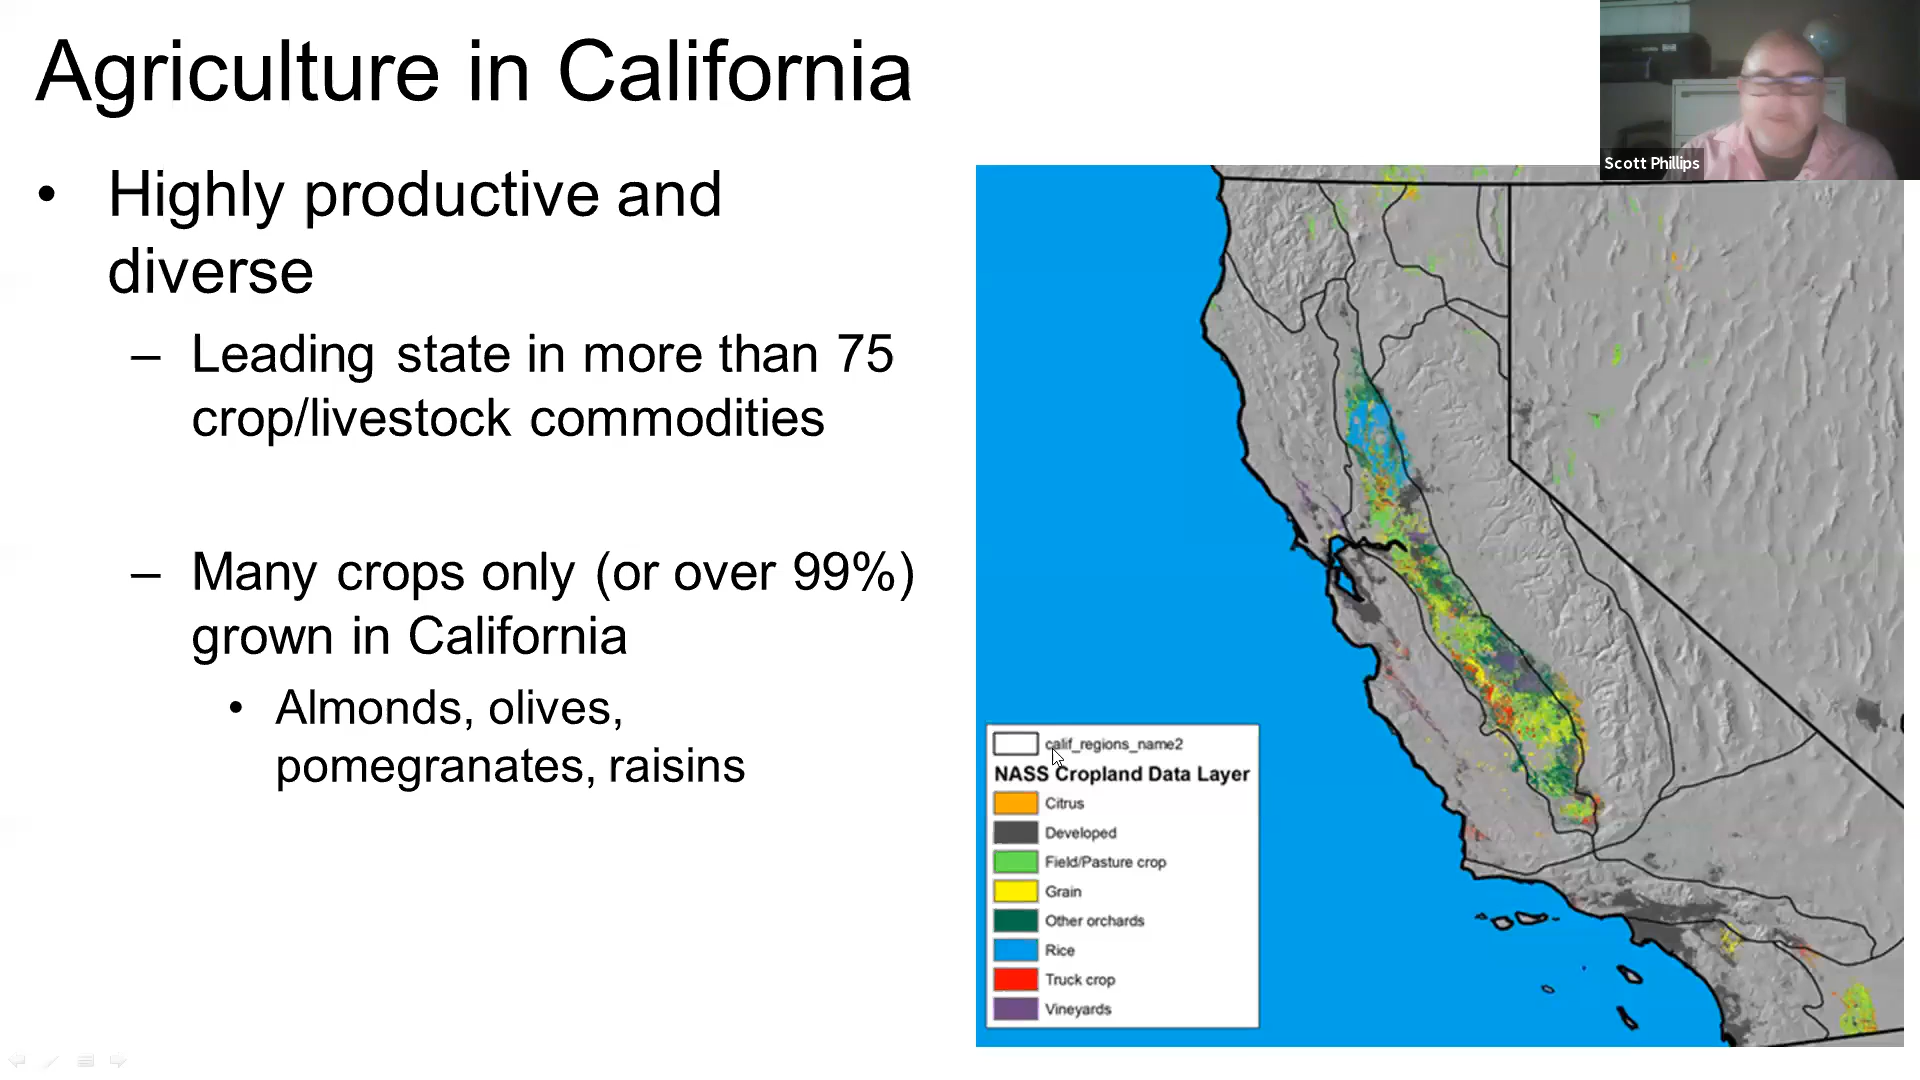 Agriculture in California
• Highly productive and
diverse
– Leading state in more than 75
crop/livestock commodities
– Many crops only (or over 99%)
grown in California
• Almonds, olives,
pomegranates, raisins
Scott Phillips
calif_regions_name2
NASS Cropland Data Layer
Citrus
Developed
Field/Pasture crop
Grain
Other orchards
Rice
Truck crop
Vineyards